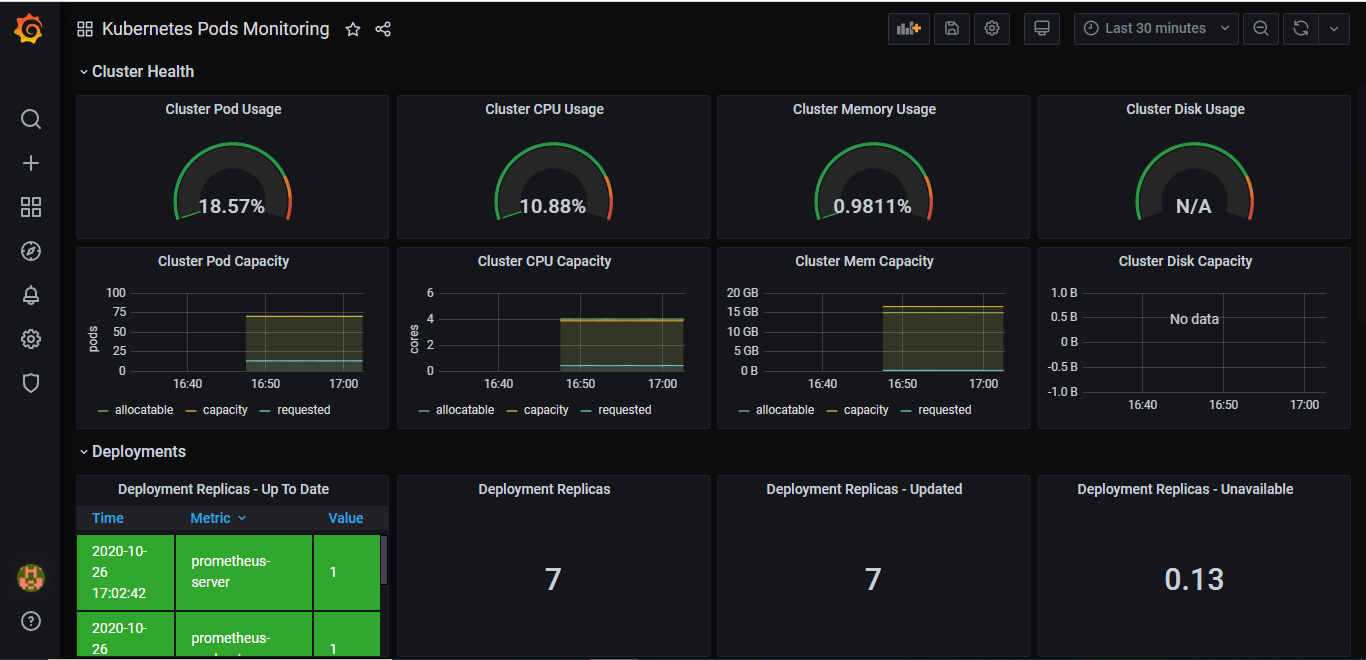 Kubernetes Pods Monitoring
Last 30 minutes
Cluster Health
Cluster Pod Usage
18.57%
Cluster CPU Usage
10.88%
Cluster Memory Usage
0.9811%
Cluster Disk Usage
N/A
Cluster Pod Capacity
pods
100
75
50
25
0
16:40 16:50 17:00
allocatable capacity requested
Cluster CPU Capacity
cores
6
4
2
0
16:40 16:50 17:00
allocatable capacity requested
Cluster Mem Capacity
20 GB
15 GB
10 GB
5 GB
0 B
16:40 16:50 17:00
allocatable capacity requested
Cluster Disk Capacity
1.0 B
0.5 B
0 B
-0.5 B
-1.0 B
No data
16:40 16:50 17:00
Deployments
Deployment Replicas - Up To Date
Time Metric Value
2020-10-
26
17:02:42
prometheus-
server
1
2020-10-
26
prometheus-
1
Deployment Replicas
7
Deployment Replicas - Updated
7
Deployment Replicas - Unavailable
0.13